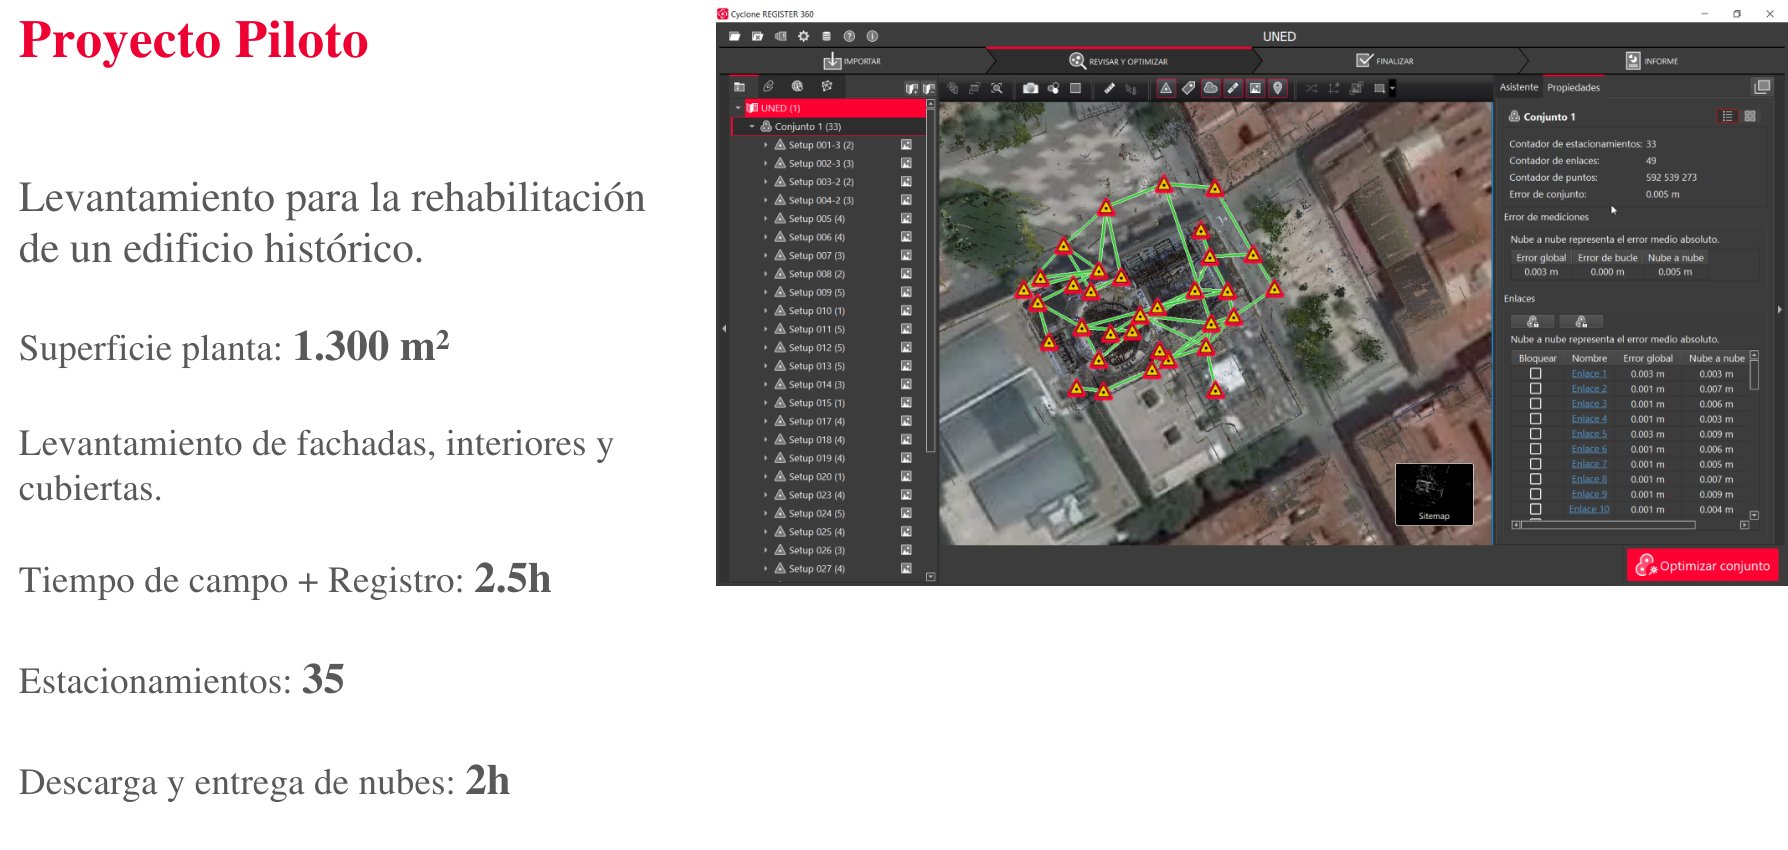 Proyecto Piloto
Levantamiento para la rehabilitación
de un edificio histórico.
Superficie planta: 1.300 m²
Levantamiento de fachadas, interiores y
cubiertas.
Tiempo de campo + Registro: 2.5h
Estacionamientos: 35
Descarga y entrega de nubes: 2h
Cyclone REGISTER 360
UNED
IMPORTAR
REVISAR Y OPTIMIZAR
FINALIZAR
INFORME
UNED (1)
Conjunto 1 (33)
Setup 001-3 (2)
Setup 002-3 (3)
Setup 003-2 (2)
Setup 004-2 (3)
Setup 005 (4)
Setup 006 (4)
Setup 007 (3)
Setup 008 (2)
Setup 009 (5)
Setup 010 (1)
Setup 011 (5)
Setup 012 (5)
Setup 013 (5)
Setup 014 (3)
Setup 015 (1)
Setup 017 (4)
Setup 018 (4)
Setup 019 (4)
Setup 020 (1)
Setup 023 (4)
Setup 024 (5)
Setup 025 (4)
Setup 026 (3)
Setup 027 (4)
Sitemap
Asistente Propiedades
Conjunto 1
Contador de estacionamientos: 33
Contador de enlaces: 49
Contador de puntos: 592 539 273
Error de conjunto: 0.005 m
Error de mediciones
Nube a nube representa el error medio absoluto.
Error global Error de bucle Nube a nube
0.003 m 0.000 m 0.005 m
Enlaces
Nube a nube representa el error medio absoluto.
Bloquear Nombre Error global Nube a nube
Enlace 1 0.003 m 0.003 m
Enlace 2 0.001 m 0.007 m
Enlace 3 0.001 m 0.006 m
Enlace 4 0.001 m 0.003 m
Enlace 5 0.003 m 0.009 m
Enlace 6 0.001 m 0.006 m
Enlace 7 0.001 m 0.005 m
Enlace 8 0.001 m 0.007 m
Enlace 9 0.001 m 0.009 m
Enlace 10 0.001 m 0.004 m
Optimizar conjunto